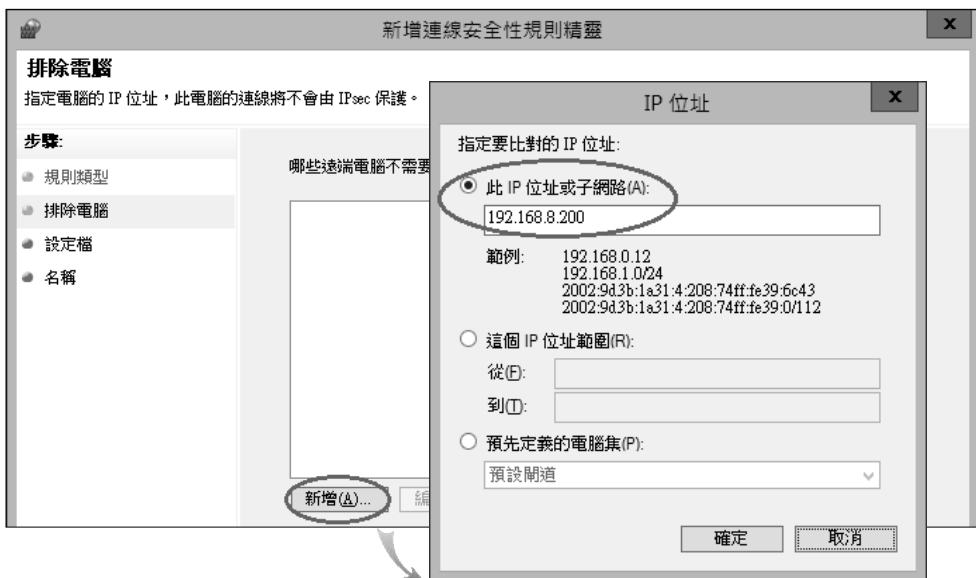 新增連線安全性規則精靈
x
排除電腦
指定電腦的 IP 位址，此電腦的連線將不會由 IPsec 保護。
步驟:
規則類型
排除電腦
設定檔
名稱
哪些遠端電腦不需要
新增(A)...
編
IP 位址
x
指定要比對的 IP 位址:
此 IP 位址或子網路(A):
192.168.8.200
範例:
192.168.0.12
192.168.1.0/24
2002:9d3b:1a31:4:208:74ff:fe39:6c43
2002:9d3b:1a31:4:208:74ff:fe39:0/112
這個 IP 位址範圍(R):
從(F):
到(T):
預先定義的電腦集(P):
預設閘道
確定
取消